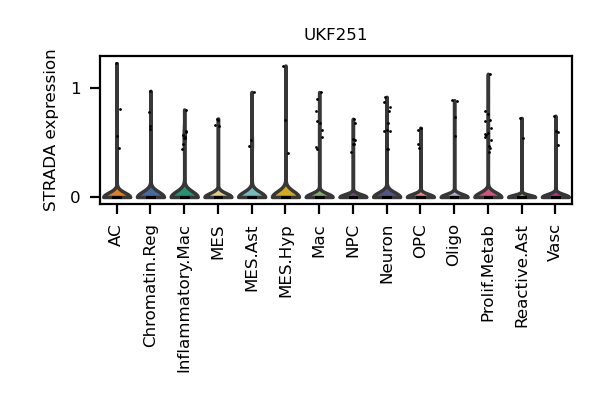 UKF251
STRADA expression
1
0
AC
Chromatin.Reg
Inflammatory.Mac
MES
MES.Ast
MES.Hyp
Mac
NPC
Neuron
OPC
Oligo
Prolif.Metab
Reactive.Ast
Vasc